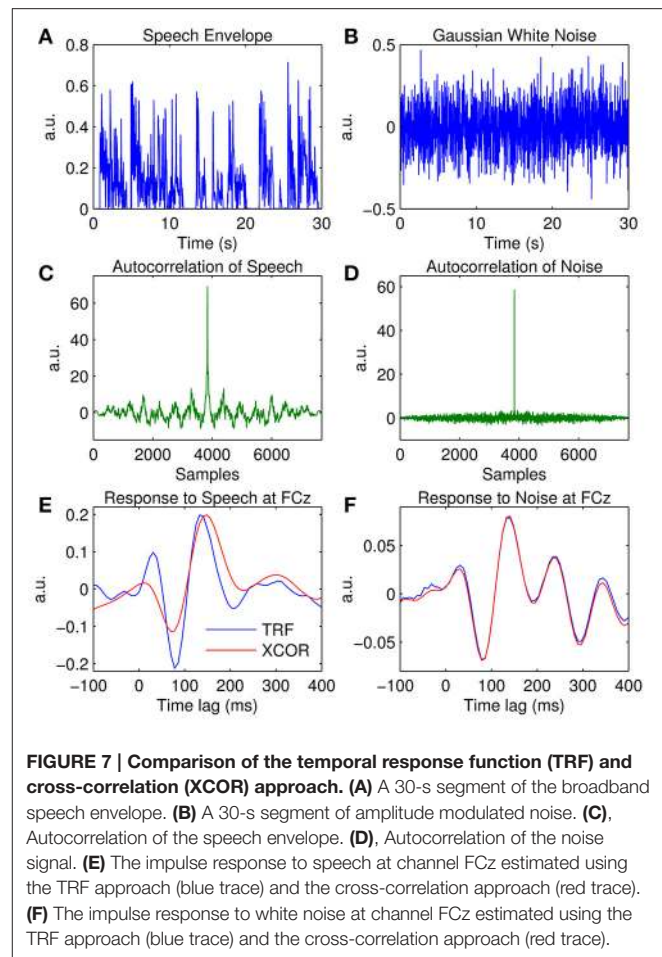 A
Speech Envelope
0.8
0.6
0.4
0.2
0
a.u.
0 10 20 30
Time (s)
B
Gaussian White Noise
0.5
0
−0.5
a.u.
0 10 20 30
Time (s)
C
Autocorrelation of Speech
60
40
20
0
a.u.
0 2000 4000 6000
Samples
D
Autocorrelation of Noise
60
40
20
0
a.u.
0 2000 4000 6000
Samples
E
Response to Speech at FCz
0.2
0.1
0
−0.1
−0.2
a.u.
TRF
XCOR
-100 0 100 200 300 400
Time lag (ms)
F
Response to Noise at FCz
0.05
0
−0.05
a.u.
-100 0 100 200 300 400
Time lag (ms)
FIGURE 7 | Comparison of the temporal response function (TRF) and
cross-correlation (XCOR) approach. (A) A 30-s segment of the broadband
speech envelope. (B) A 30-s segment of amplitude modulated noise. (C),
Autocorrelation of the speech envelope. (D), Autocorrelation of the noise
signal. (E) The impulse response to speech at channel FCz estimated using
the TRF approach (blue trace) and the cross-correlation approach (red trace).
(F) The impulse response to white noise at channel FCz estimated using the
TRF approach (blue trace) and the cross-correlation approach (red trace).